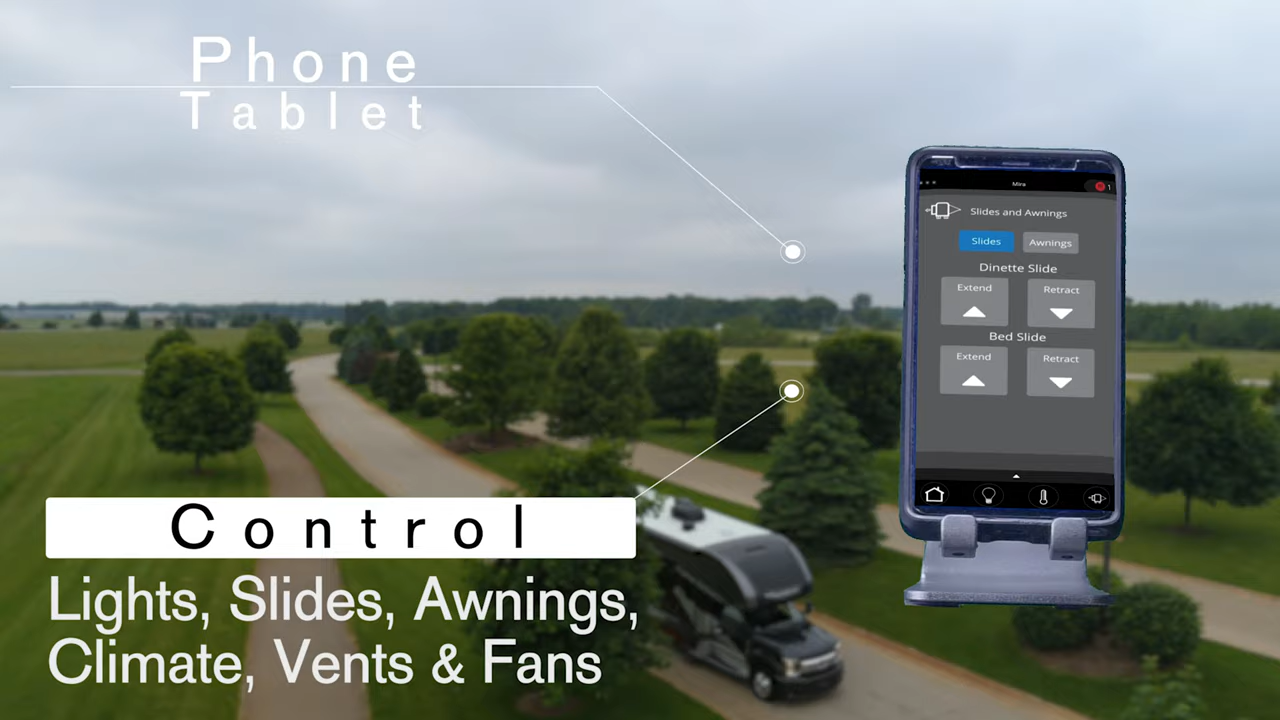 Phone
Tablet
Mira
1
Slides and Awnings
Slides Awnings
Dinette Slide
Extend Retract
Bed Slide
Extend Retract
Control
Lights, Slides, Awnings,
Climate, Vents & Fans